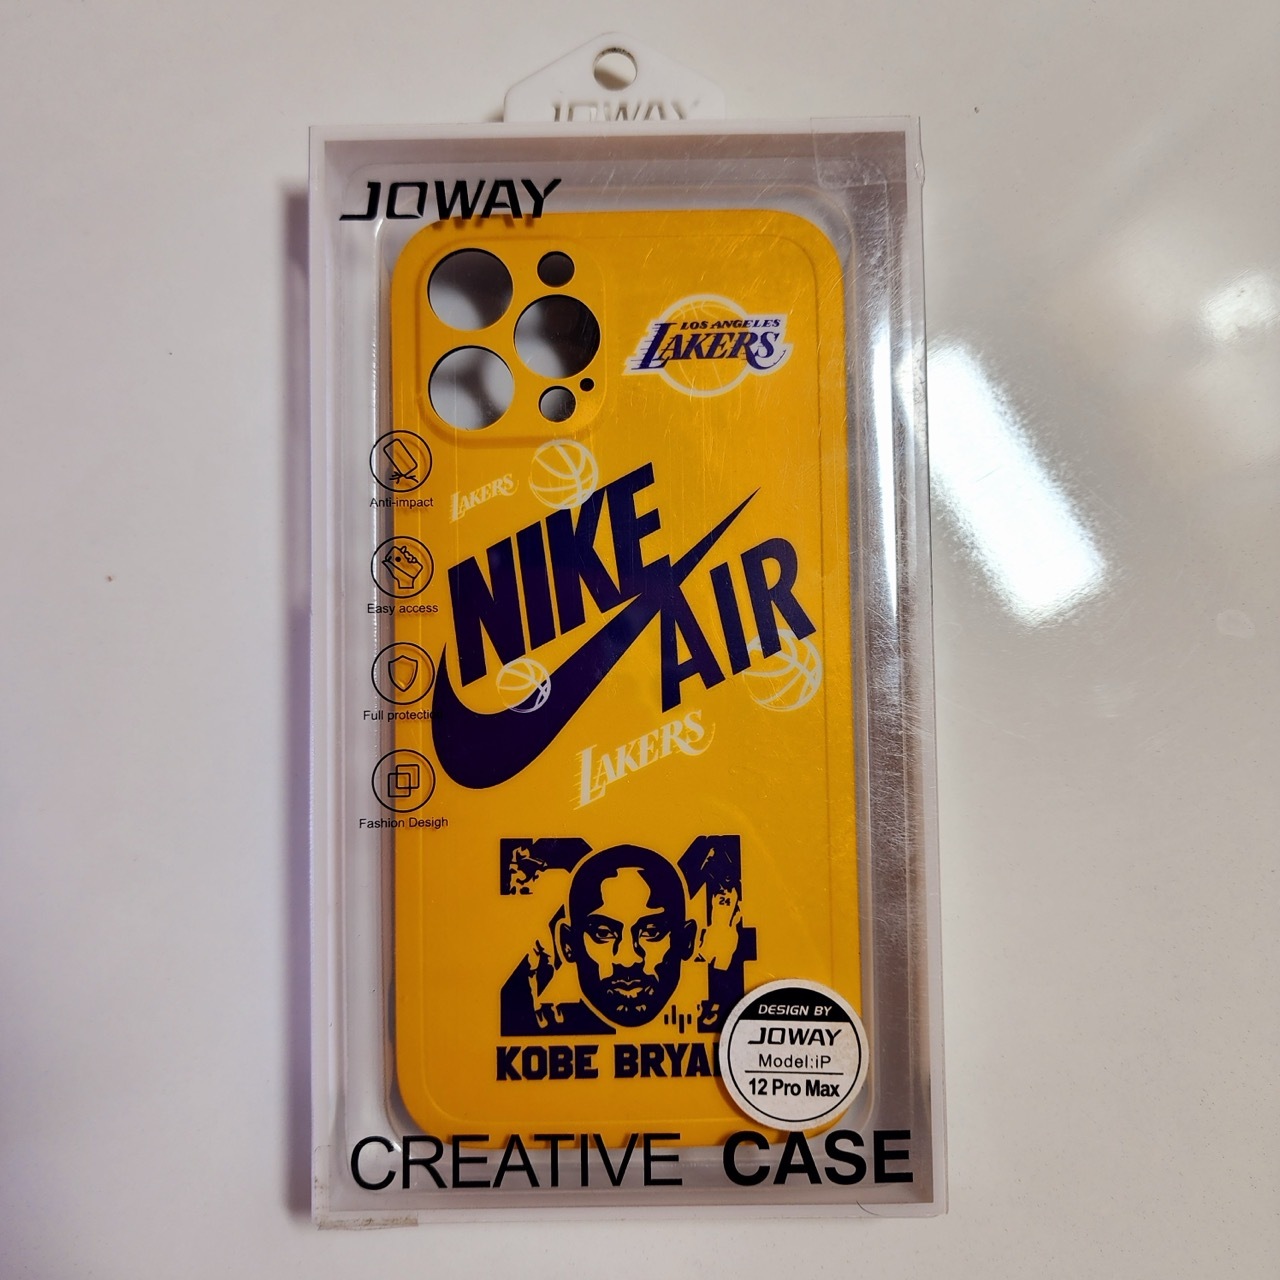 JOWAY
JOWAY
LOS ANGELES
LAKERS
LAKERS
NIKE
AIR
Anti-impact
Easy access
Full protectio
Fashion Desigh
LAKERS
24
24
KOBE BRYA
DESIGN BY
JOWAY
Model:iP
12 Pro Max
CREATIVE CASE